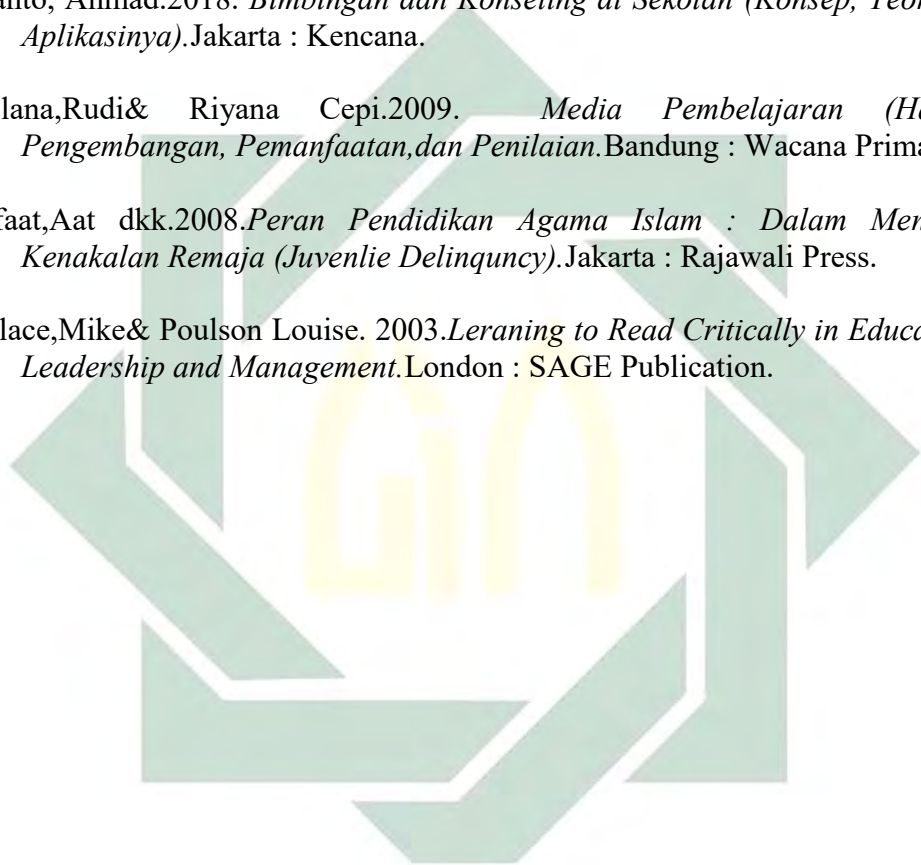 anto, Ahmad.2018. Bimbingan dan Konseling di Sekolah (Konsep, Teor
Aplikasinya).Jakarta : Kencana.
lana,Rudi& Riyana Cepi.2009. Media Pembelajaran (Ha
Pengembangan, Pemanfaatan,dan Penilaian.Bandung : Wacana Prima
faat,Aat dkk.2008.Peran Pendidikan Agama Islam : Dalam Men
Kenakalan Remaja (Juvenlie Delinquncy).Jakarta : Rajawali Press.
lace,Mike& Poulson Louise. 2003.Leraning to Read Critically in Educa
Leadership and Management.London : SAGE Publication.